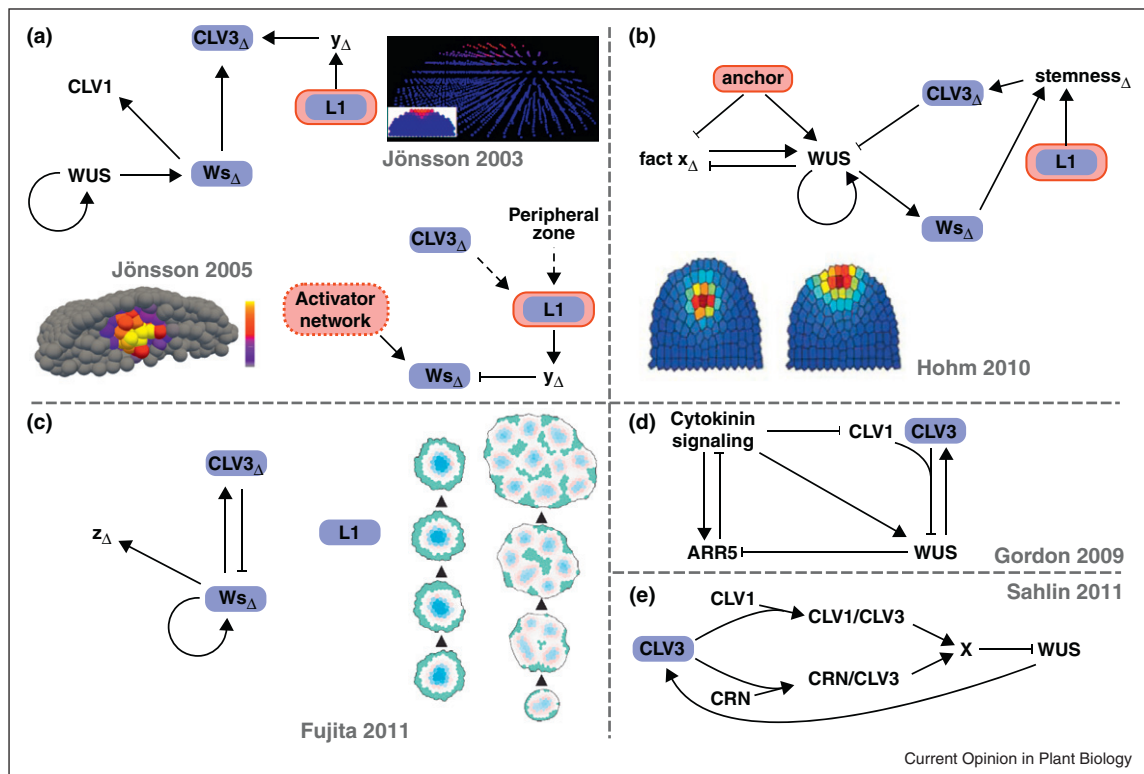 (a)
CLV3Δ
yΔ
CLV1
L1
Jönsson 2003
WUS
WsΔ
Peripheral
zone
CLV3Δ
Jönsson 2005
Activator
network
L1
WsΔ
yΔ
(b)
anchor
CLV3Δ
stemnessΔ
fact xΔ
WUS
L1
WsΔ
Hohm 2010
(c)
CLV3Δ
zΔ
L1
WsΔ
Fujita 2011
(d)
Cytokinin
signaling
CLV1
CLV3
ARR5
WUS
Gordon 2009
Sahlin 2011
(e)
CLV1
CLV1/CLV3
CLV3
X
WUS
CRN/CLV3
CRN
Current Opinion in Plant Biology